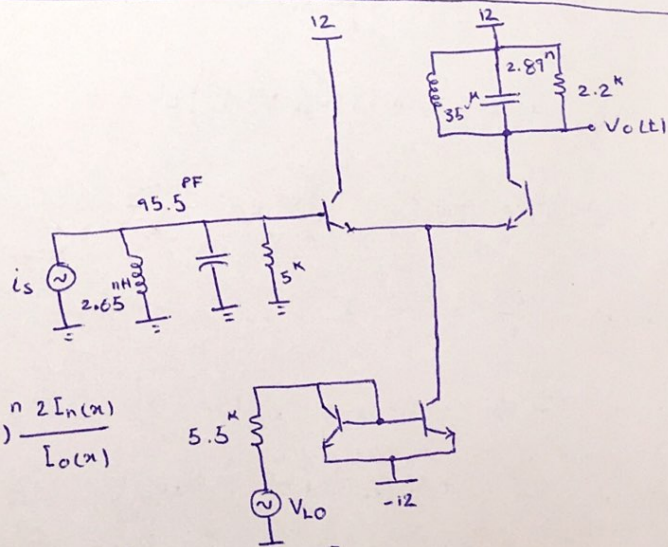 12
12
2.89ⁿ
35 μ
2.2ᵏ
Vo(t)
95.5 PF
is
2.65 nH
5ᵏ
n 2In(x)
) Io(x)
5.5ᵏ
VLO
-12